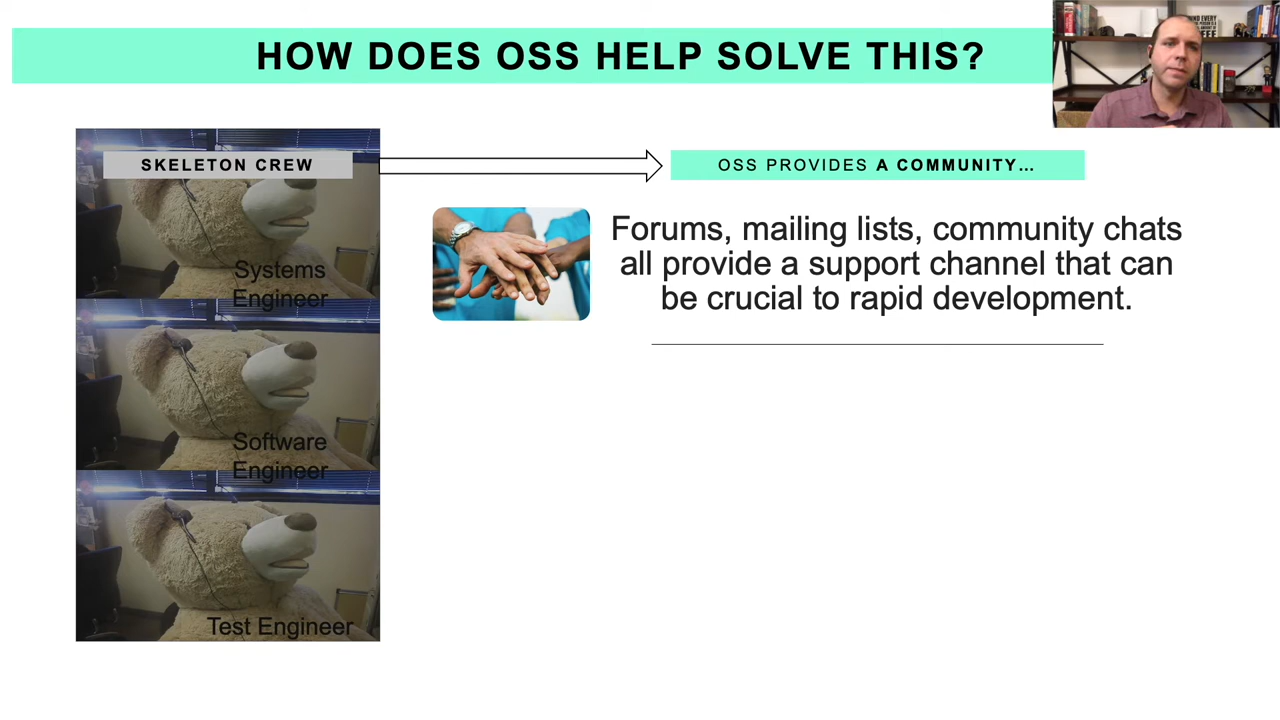 HOW DOES OSS HELP SOLVE THIS?
SKELETON CREW
OSS PROVIDES A COMMUNITY…
Forums, mailing lists, community chats
all provide a support channel that can
be crucial to rapid development.
Systems
Engineer
Software
Engineer
Test Engineer